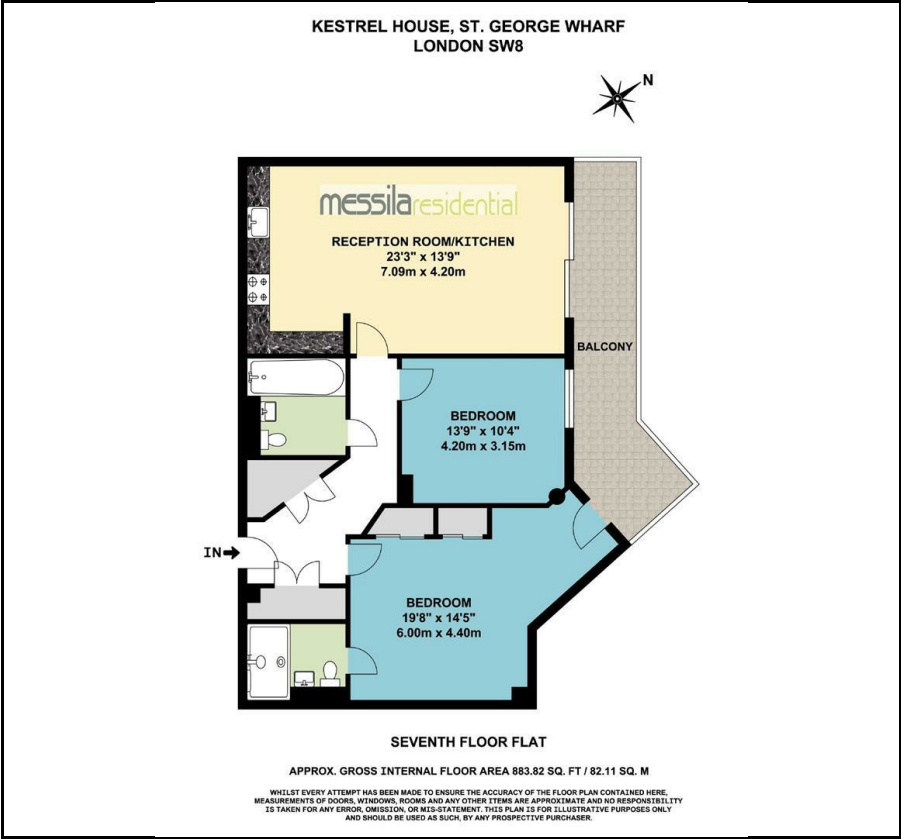 KESTREL HOUSE, ST. GEORGE WHARF
LONDON SW8
N
messila residential
RECEPTION ROOM/KITCHEN
23'3" x 13'9"
7.09m x 4.20m
BALCONY
BEDROOM
13'9" x 10'4"
4.20m x 3.15m
IN
BEDROOM
19'8" x 14'5"
6.00m x 4.40m
SEVENTH FLOOR FLAT
APPROX. GROSS INTERNAL FLOOR AREA 883.82 SQ. FT / 82.11 SQ. M
WHILST EVERY ATTEMPT HAS BEEN MADE TO ENSURE THE ACCURACY OF THE FLOOR PLAN CONTAINED HERE,
MEASUREMENTS OF DOORS, WINDOWS, ROOMS AND ANY OTHER ITEMS ARE APPROXIMATE AND NO RESPONSIBILITY
IS TAKEN FOR ANY ERROR, OMISSION, OR MIS-STATEMENT. THIS PLAN IS FOR ILLUSTRATIVE PURPOSES ONLY
AND SHOULD BE USED AS SUCH, BY ANY PROSPECTIVE PURCHASER.